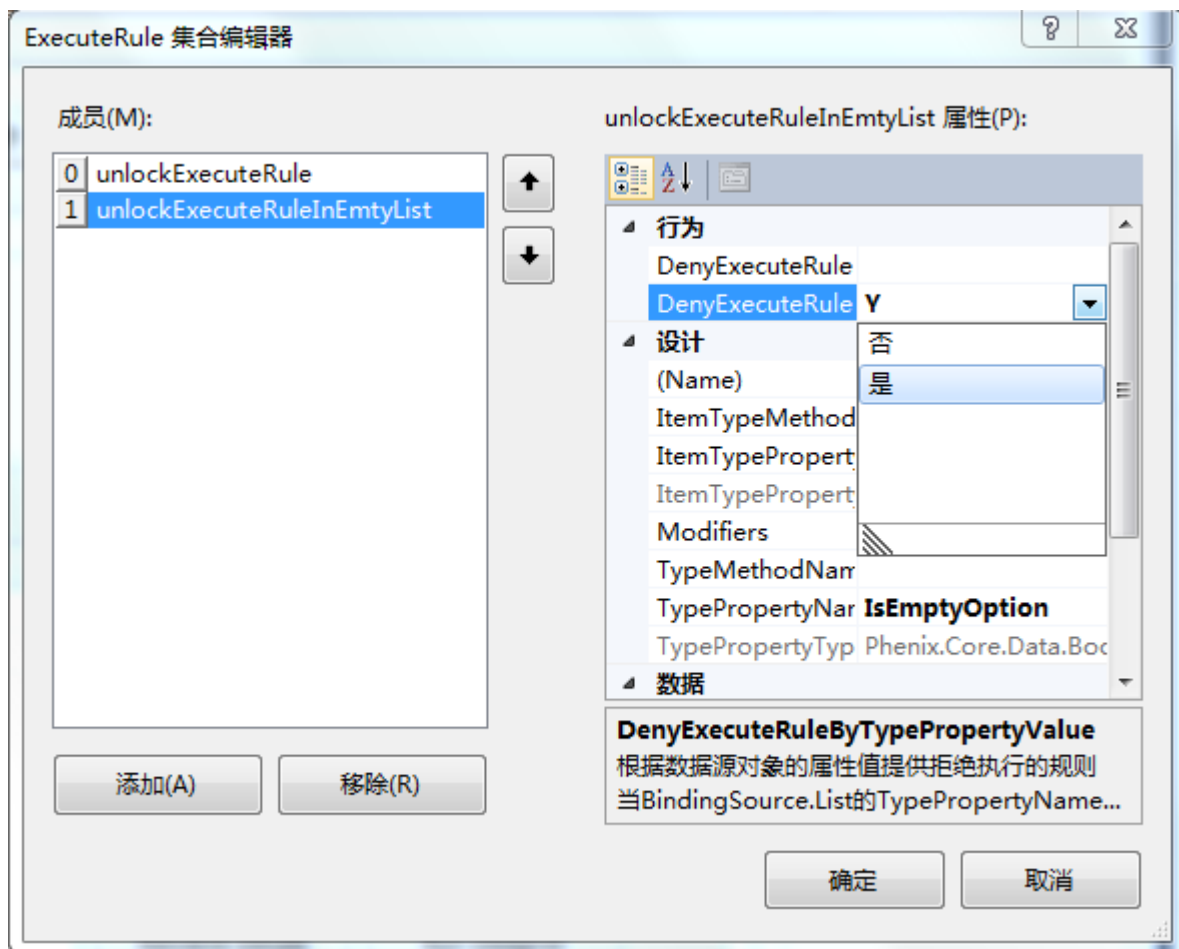 ExecuteRule 集合编辑器
成员(M):
0 unlockExecuteRule
1 unlockExecuteRuleInEmtyList
添加(A)
移除(R)
unlockExecuteRuleInEmtyList 属性(P):
行为
DenyExecuteRule
DenyExecuteRule Y
否
是
设计
(Name)
ItemTypeMethod
ItemTypePropert
ItemTypePropert
Modifiers
TypeMethodNam
TypePropertyNar IsEmptyOption
TypePropertyTyp Phenix.Core.Data.Boo
数据
DenyExecuteRuleByTypePropertyValue
根据数据源对象的属性值提供拒绝执行的规则
当BindingSource.List的TypePropertyName...
确定
取消